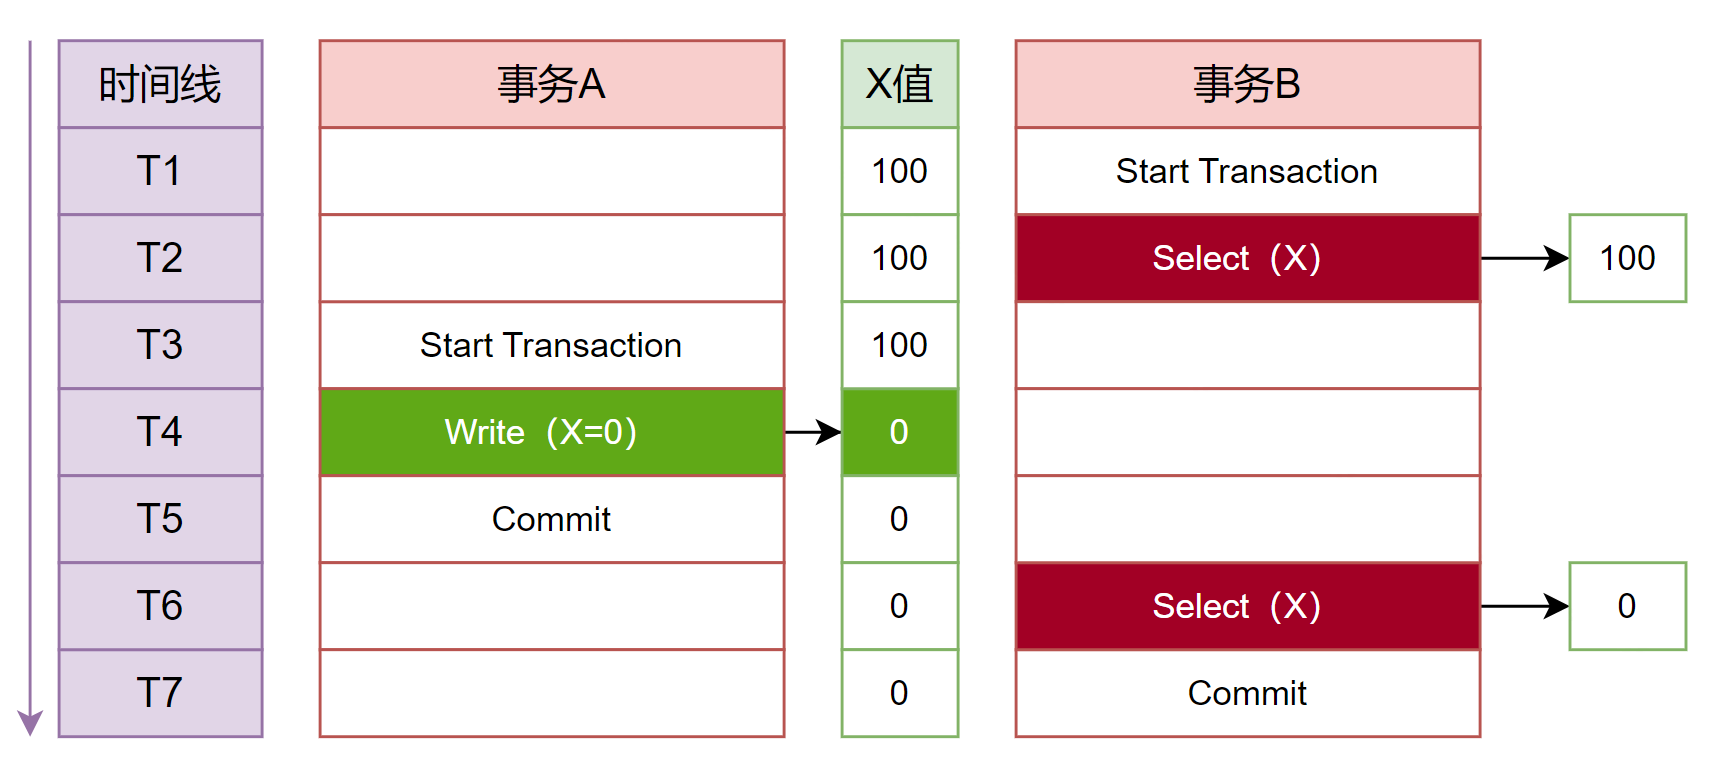 时间线 事务A X值 事务B
T1 100 Start Transaction
T2 100 Select（X） 100
T3 Start Transaction 100
T4 Write（X=0） 0
T5 Commit 0
T6 0 Select（X） 0
T7 0 Commit